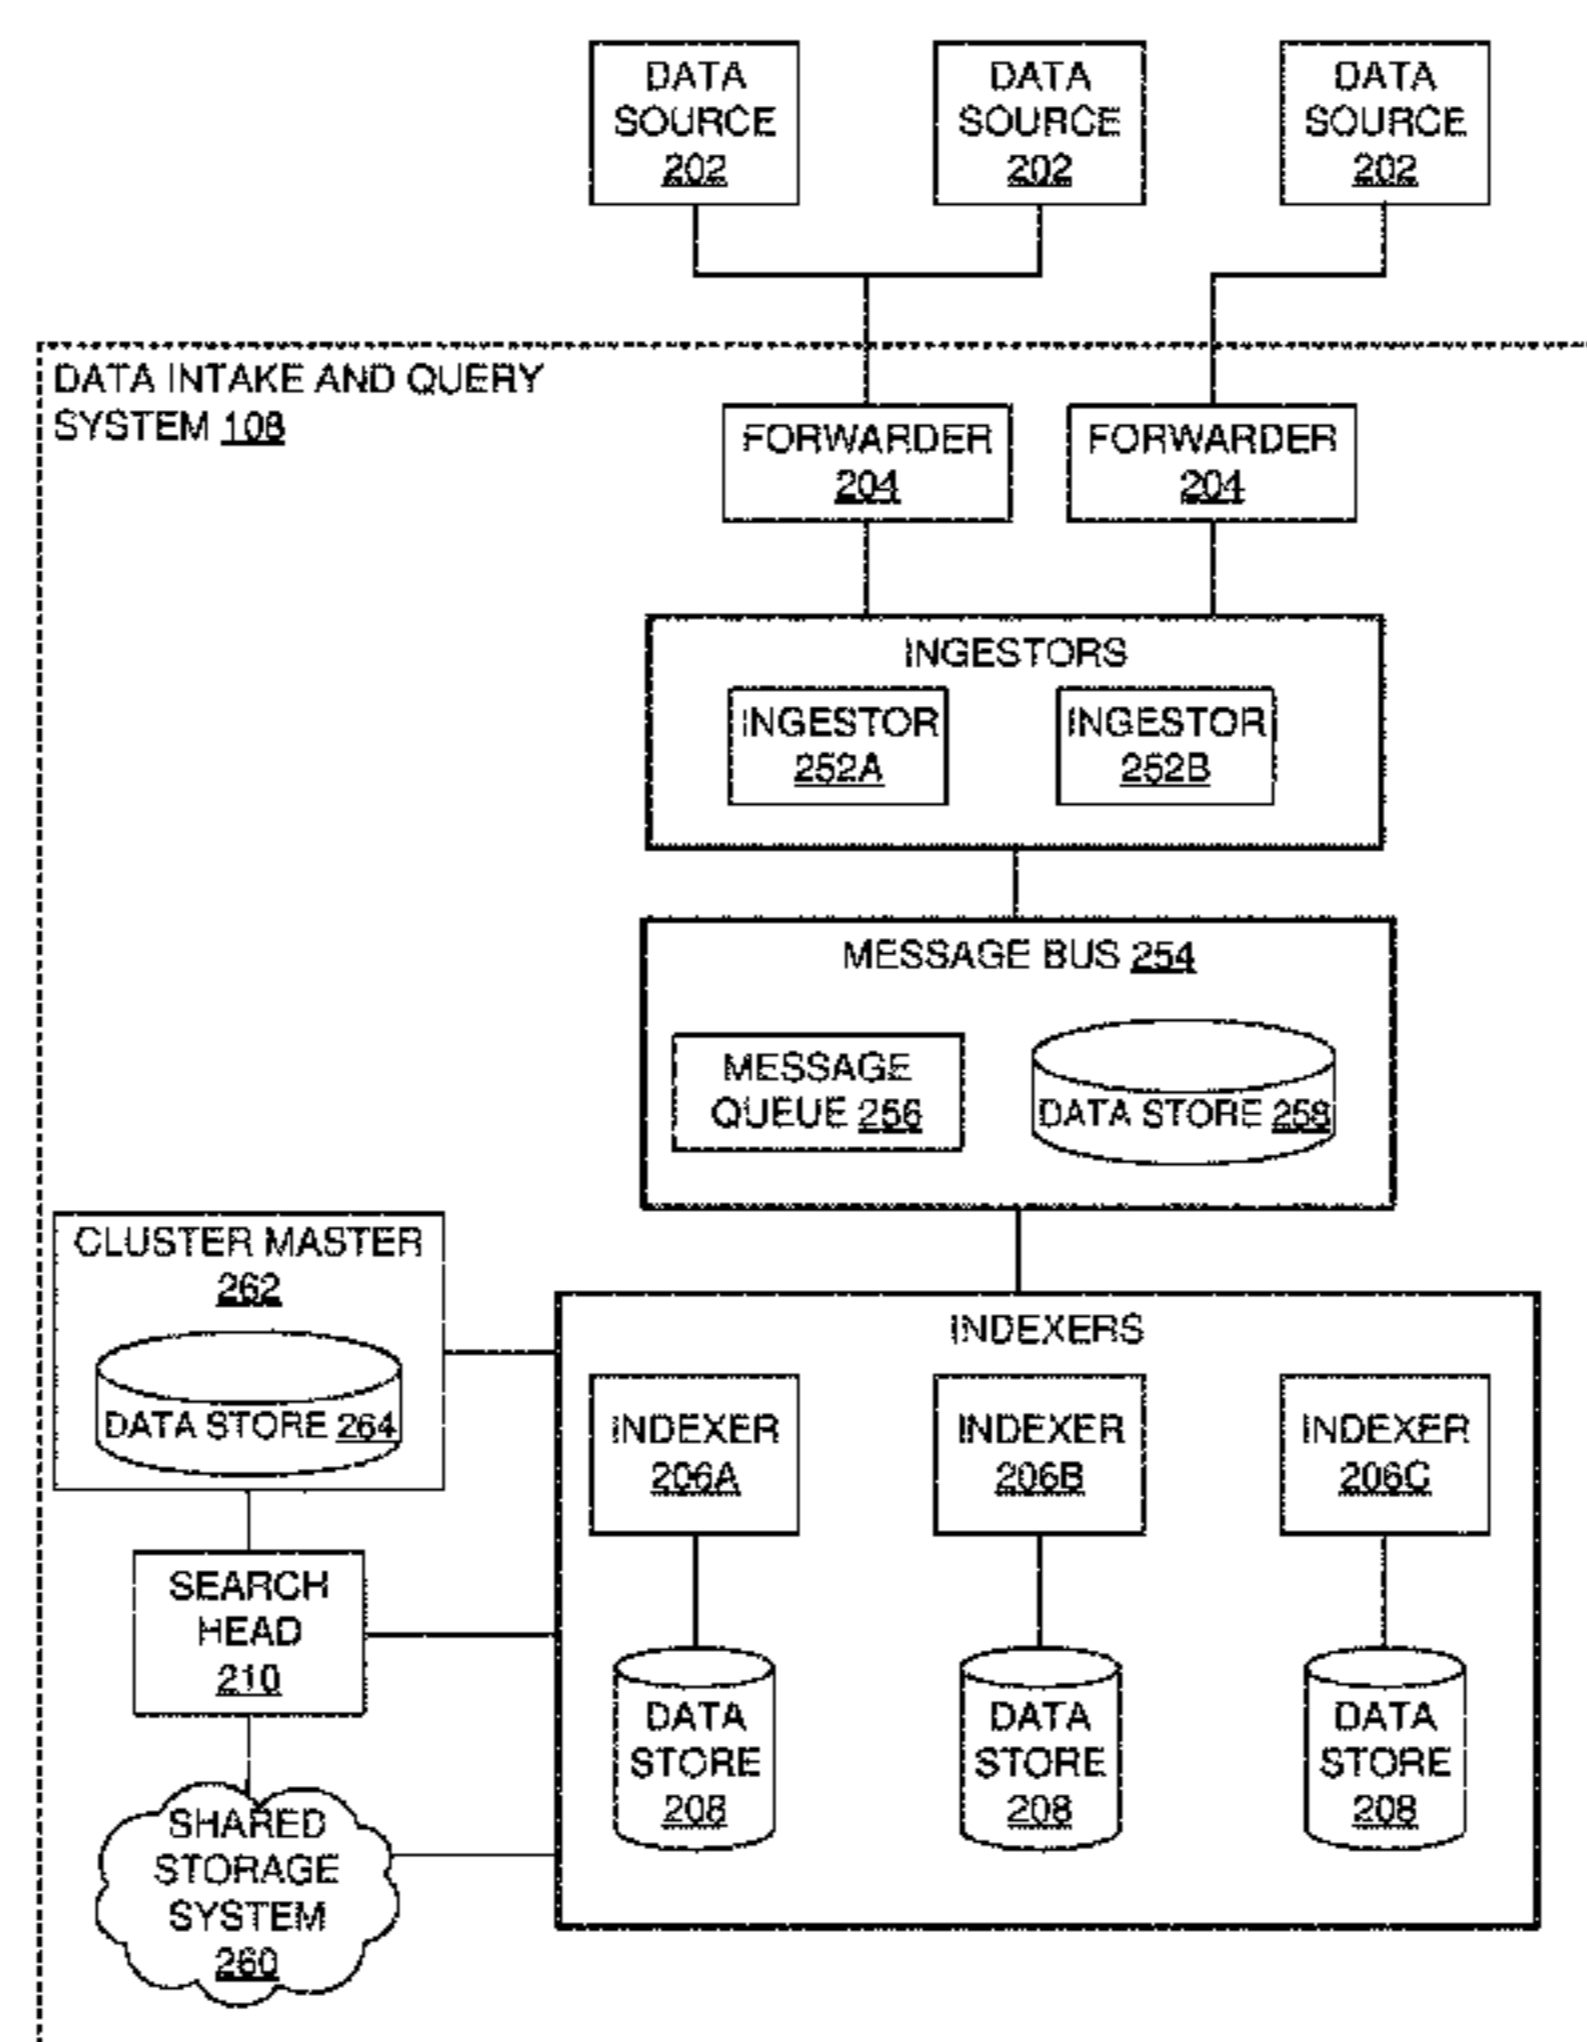 DATA
SOURCE
202
DATA
SOURCE
202
DATA
SOURCE
202
DATA INTAKE AND QUERY
SYSTEM 108
FORWARDER
204
FORWARDER
204
INGESTORS
INGESTOR
252A
INGESTOR
252B
MESSAGE BUS 254
MESSAGE
QUEUE 256
DATA STORE 258
CLUSTER MASTER
262
DATA STORE 264
INDEXERS
INDEXER
206A
INDEXER
206B
INDEXER
206C
SEARCH
HEAD
210
DATA
STORE
208
DATA
STORE
208
DATA
STORE
208
SHARED
STORAGE
SYSTEM
260